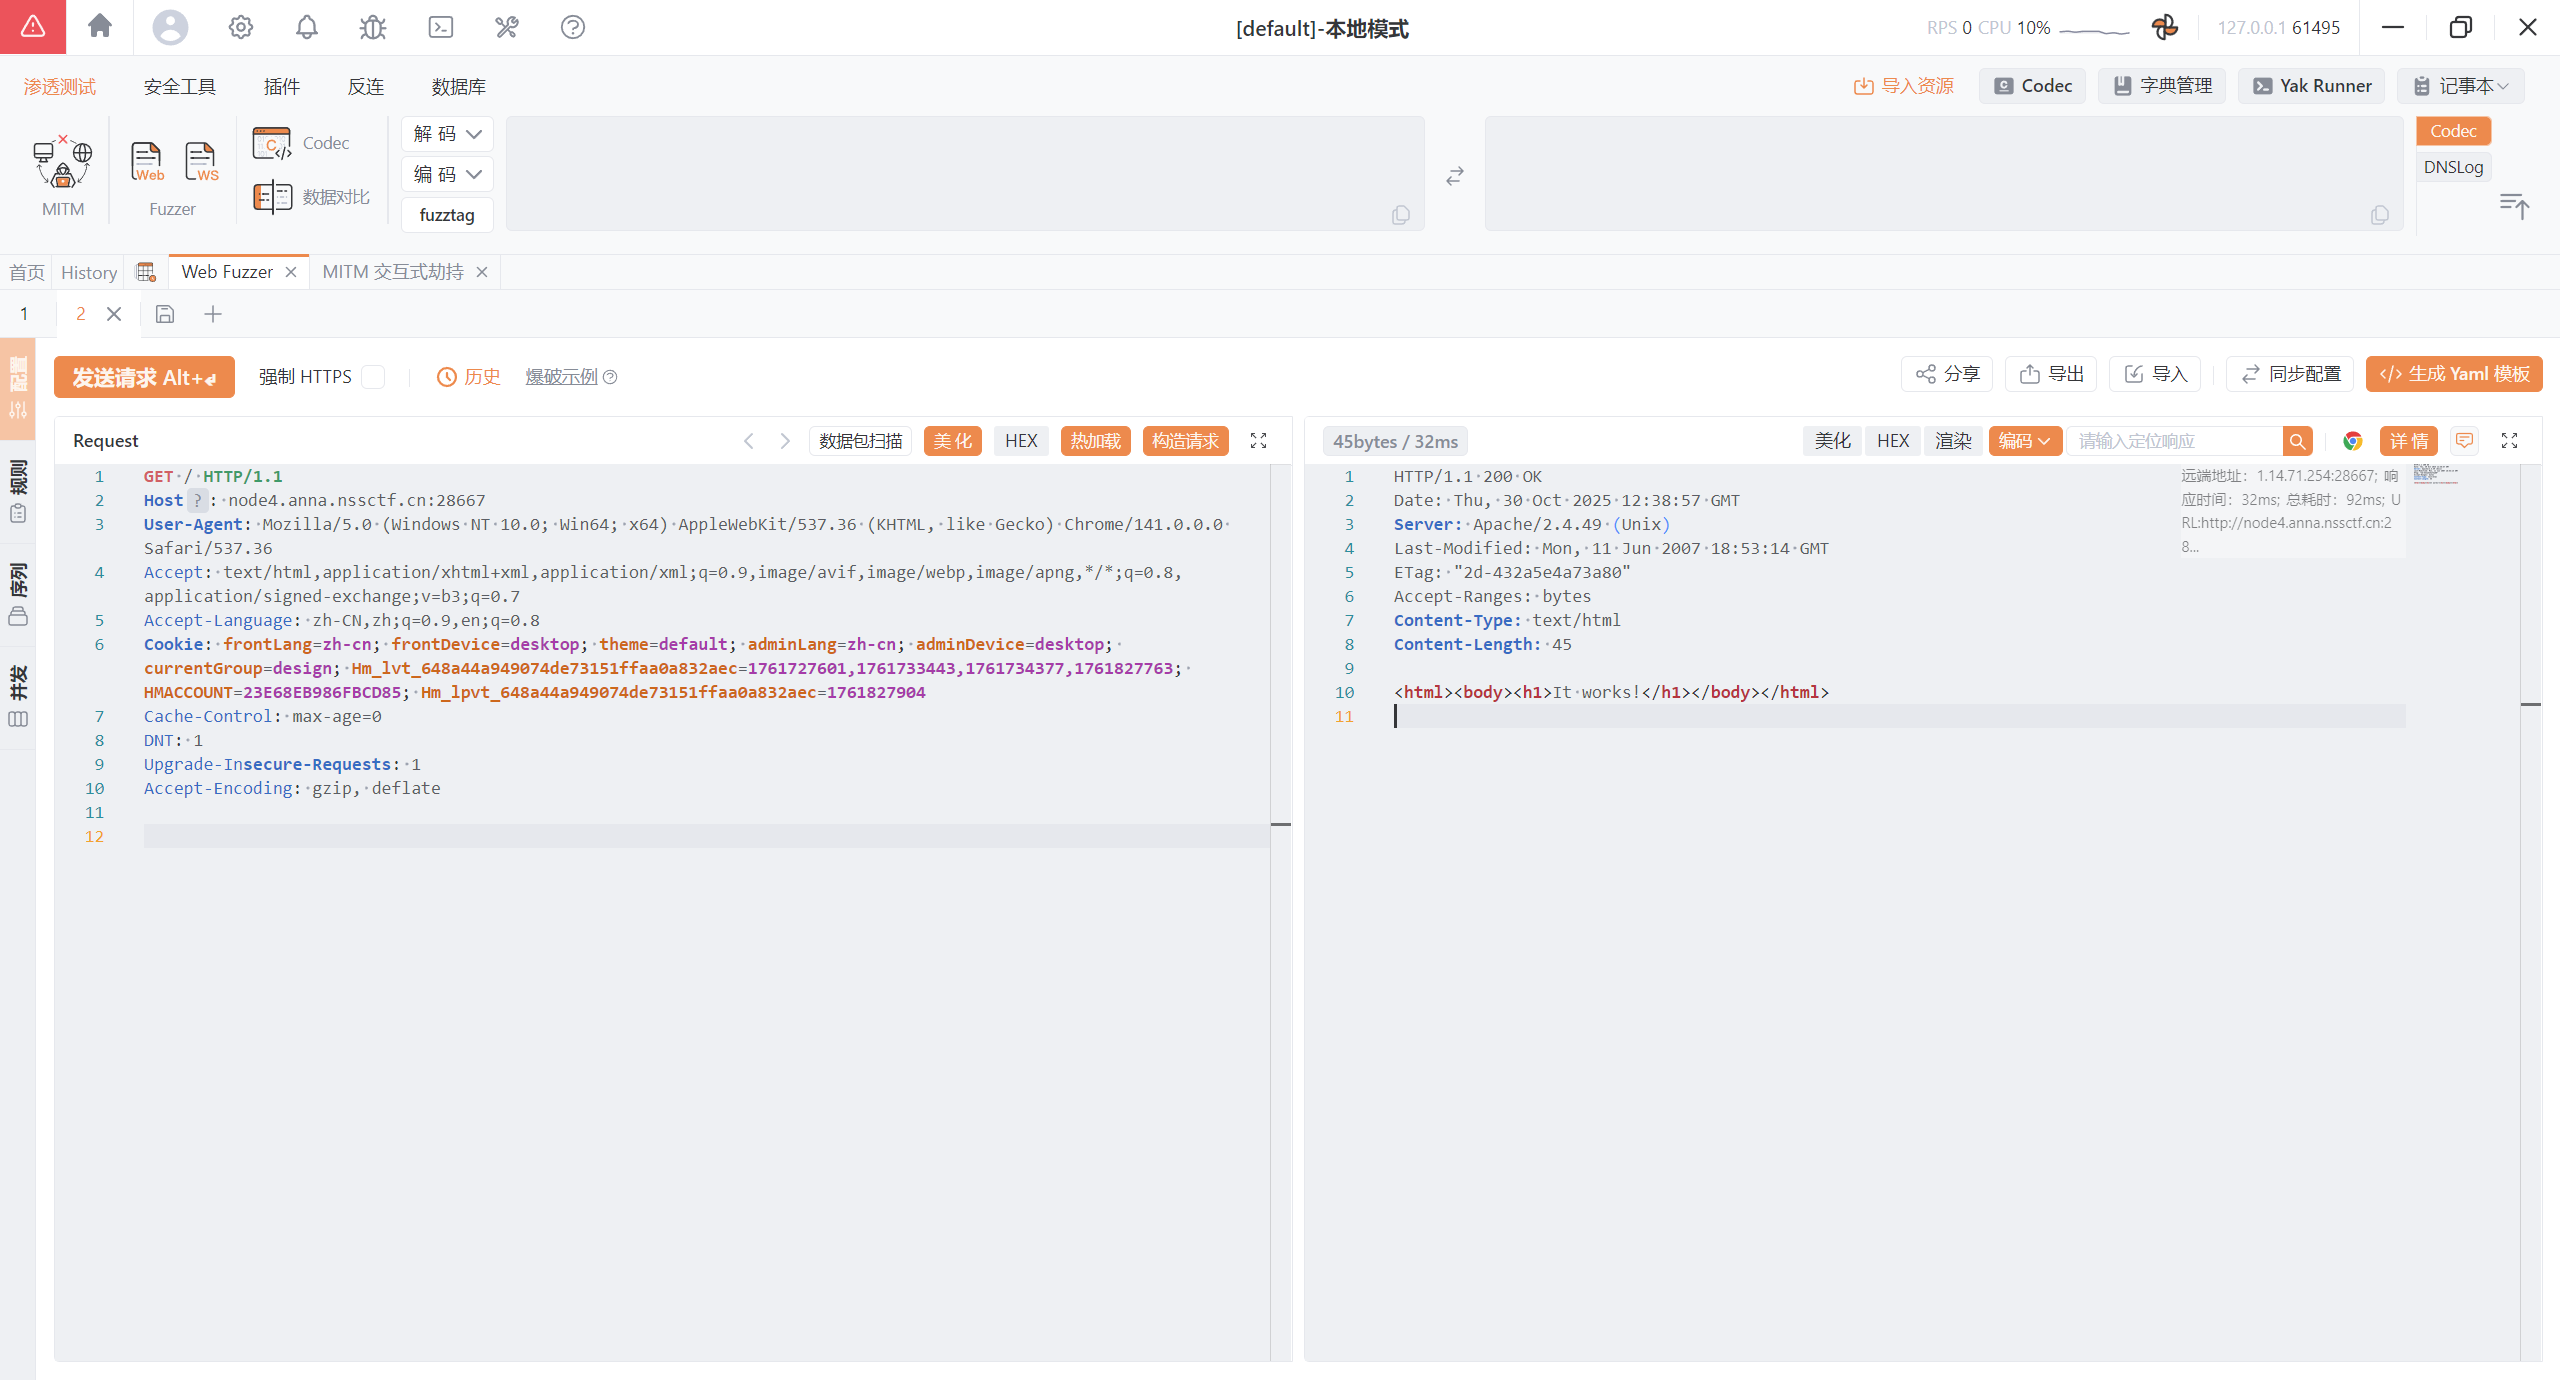 [default]-本地模式
RPS 0 CPU 10%
127.0.0.1 61495
渗透测试 安全工具 插件 反连 数据库
导入资源 Codec 字典管理 Yak Runner 记事本
MITM
Web
WS
Fuzzer
Codec
数据对比
解 码
编 码
fuzztag
Codec
DNSLog
首页 History Web Fuzzer MITM 交互式劫持
1 2
配置
规则
序列
并发
发送请求 Alt+ 强制 HTTPS 历史 爆破示例
分享 导出 导入 同步配置 </> 生成 Yaml 模板
Request 数据包扫描 美 化 HEX 热加载 构造请求
1 GET / HTTP/1.1
2 Host ? : node4.anna.nssctf.cn:28667
3 User-Agent: Mozilla/5.0 (Windows NT 10.0; Win64; x64) AppleWebKit/537.36 (KHTML, like Gecko) Chrome/141.0.0.0
Safari/537.36
4 Accept: text/html,application/xhtml+xml,application/xml;q=0.9,image/avif,image/webp,image/apng,*/*;q=0.8,
application/signed-exchange;v=b3;q=0.7
5 Accept-Language: zh-CN,zh;q=0.9,en;q=0.8
6 Cookie: frontLang=zh-cn; frontDevice=desktop; theme=default; adminLang=zh-cn; adminDevice=desktop;
currentGroup=design; Hm_lvt_648a44a949074de73151ffaa0a832aec=1761727601,1761733443,1761734377,1761827763;
HMACCOUNT=23E68EB986FBCD85; Hm_lpvt_648a44a949074de73151ffaa0a832aec=1761827904
7 Cache-Control: max-age=0
8 DNT: 1
9 Upgrade-Insecure-Requests: 1
10 Accept-Encoding: gzip, deflate
11
12
45bytes / 32ms 美化 HEX 渲染 编码 请输入定位响应 详 情
1 HTTP/1.1 200 OK
2 Date: Thu, 30 Oct 2025 12:38:57 GMT
3 Server: Apache/2.4.49 (Unix)
4 Last-Modified: Mon, 11 Jun 2007 18:53:14 GMT
5 ETag: "2d-432a5e4a73a80"
6 Accept-Ranges: bytes
7 Content-Type: text/html
8 Content-Length: 45
9
10 <html><body><h1>It works!</h1></body></html>
11
远端地址：1.14.71.254:28667; 响
应时间：32ms; 总耗时：92ms; U
RL:http://node4.anna.nssctf.cn:2
8...